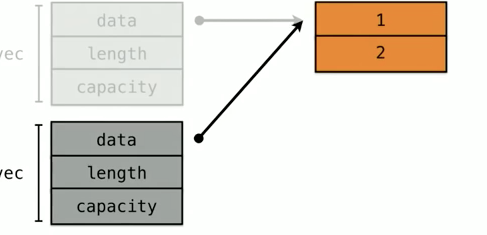 data
length
capacity
1
2
vec
data
length
capacity
vec